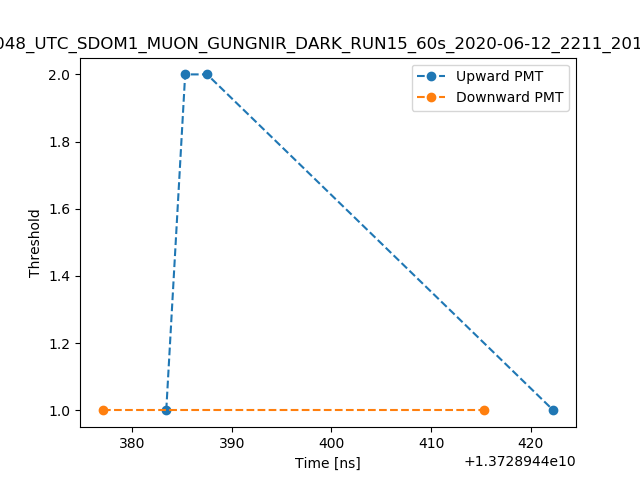 048_UTC_SDOM1_MUON_GUNGNIR_DARK_RUN15_60s_2020-06-12_2211_201
Upward PMT
Downward PMT
2.0
1.8
1.6
1.4
1.2
1.0
Threshold
380
390
400
410
420
Time [ns]
+1.3728944e10